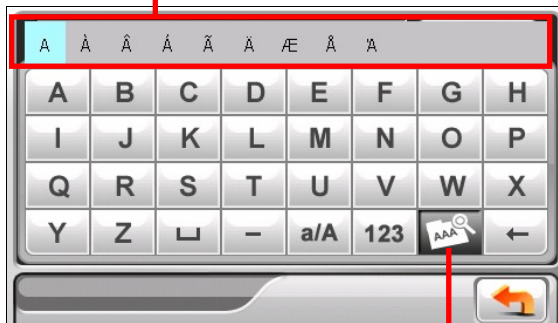 A À Â Á Ã Ä Æ Å Ά
A B C D E F G H
I J K L M N O P
Q R S T U V W X
Y Z ⌴ – a/A 123 AAA ←